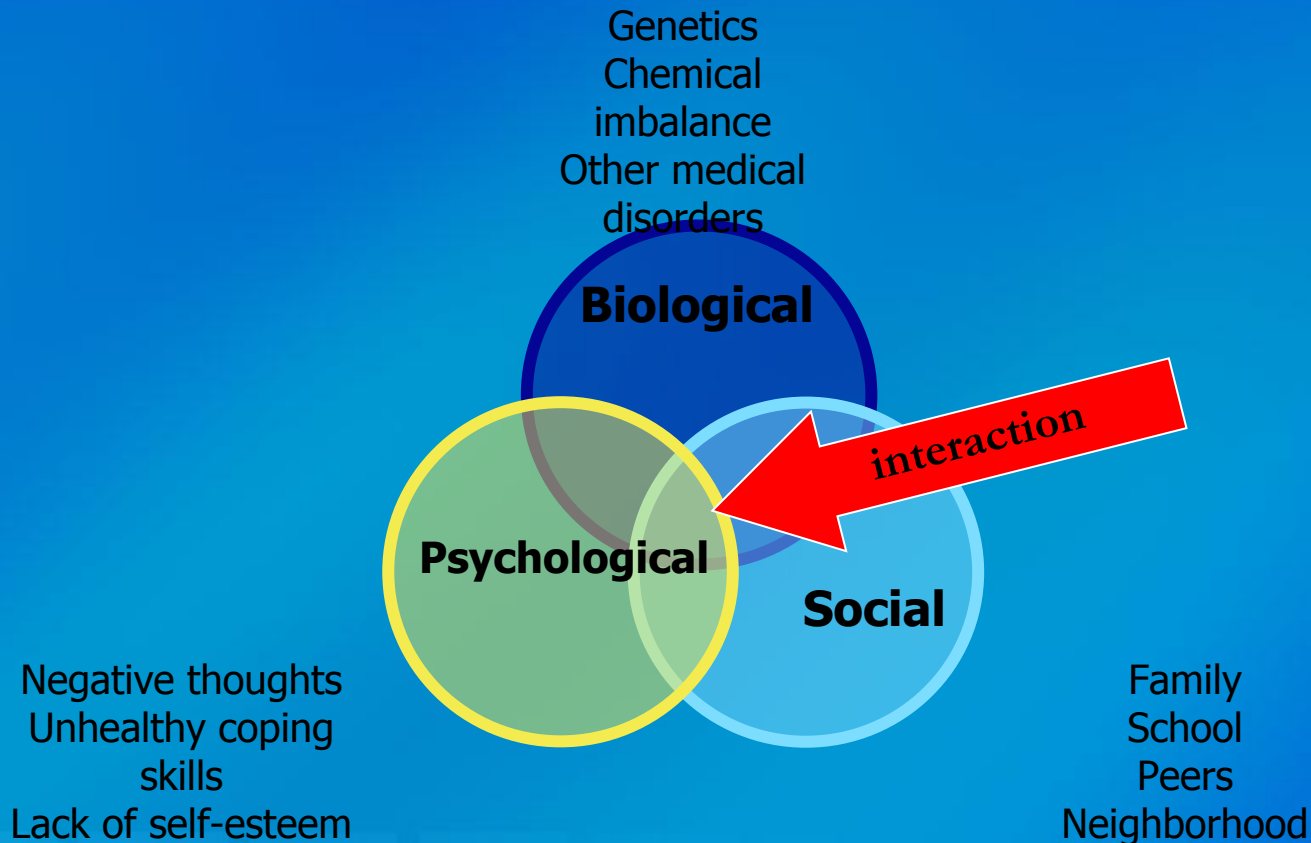 Genetics
Chemical
imbalance
Other medical
disorders
Biological
interaction
Psychological
Social
Negative thoughts
Unhealthy coping
skills
Lack of self-esteem
Family
School
Peers
Neighborhood